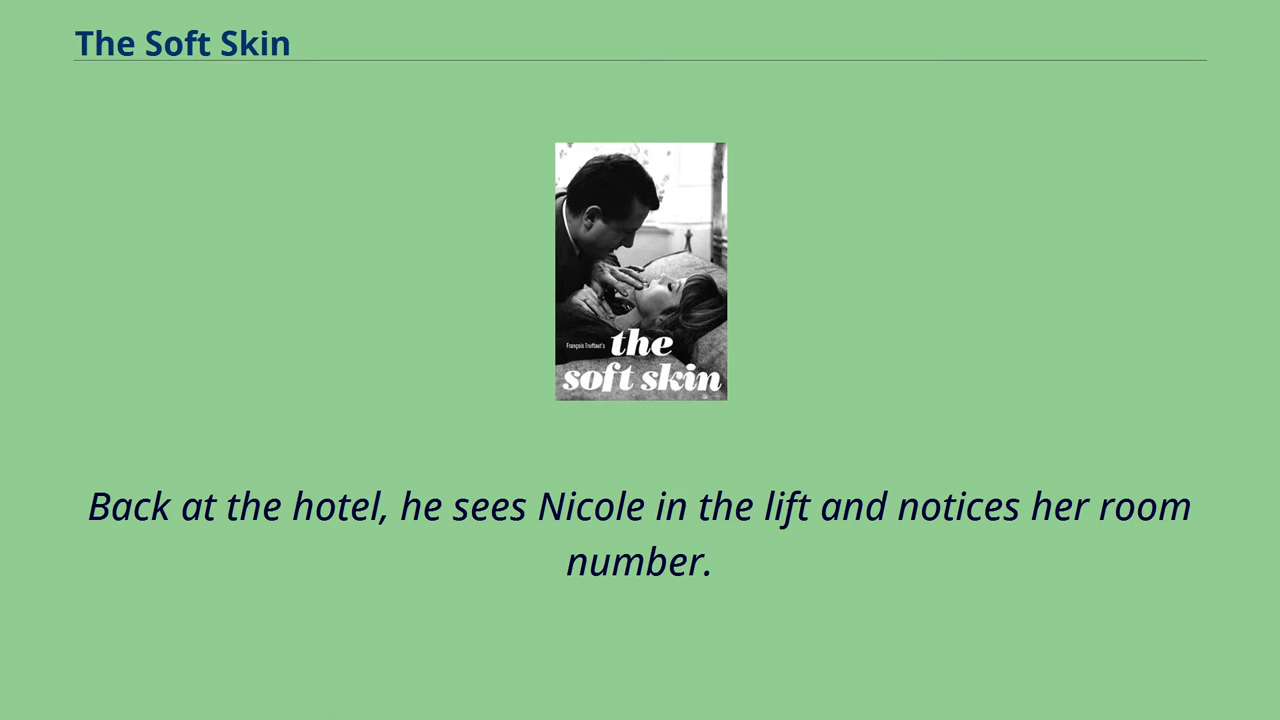 The Soft Skin
François Truffaut's
the
soft skin
Back at the hotel, he sees Nicole in the lift and notices her room
number.